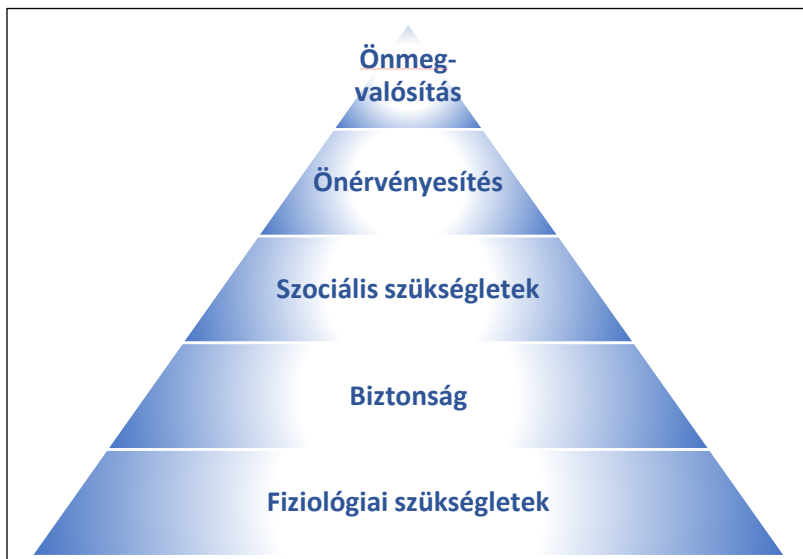 Önmeg-
valósítás
Önérvényesítés
Szociális szükségletek
Biztonság
Fiziológiai szükségletek